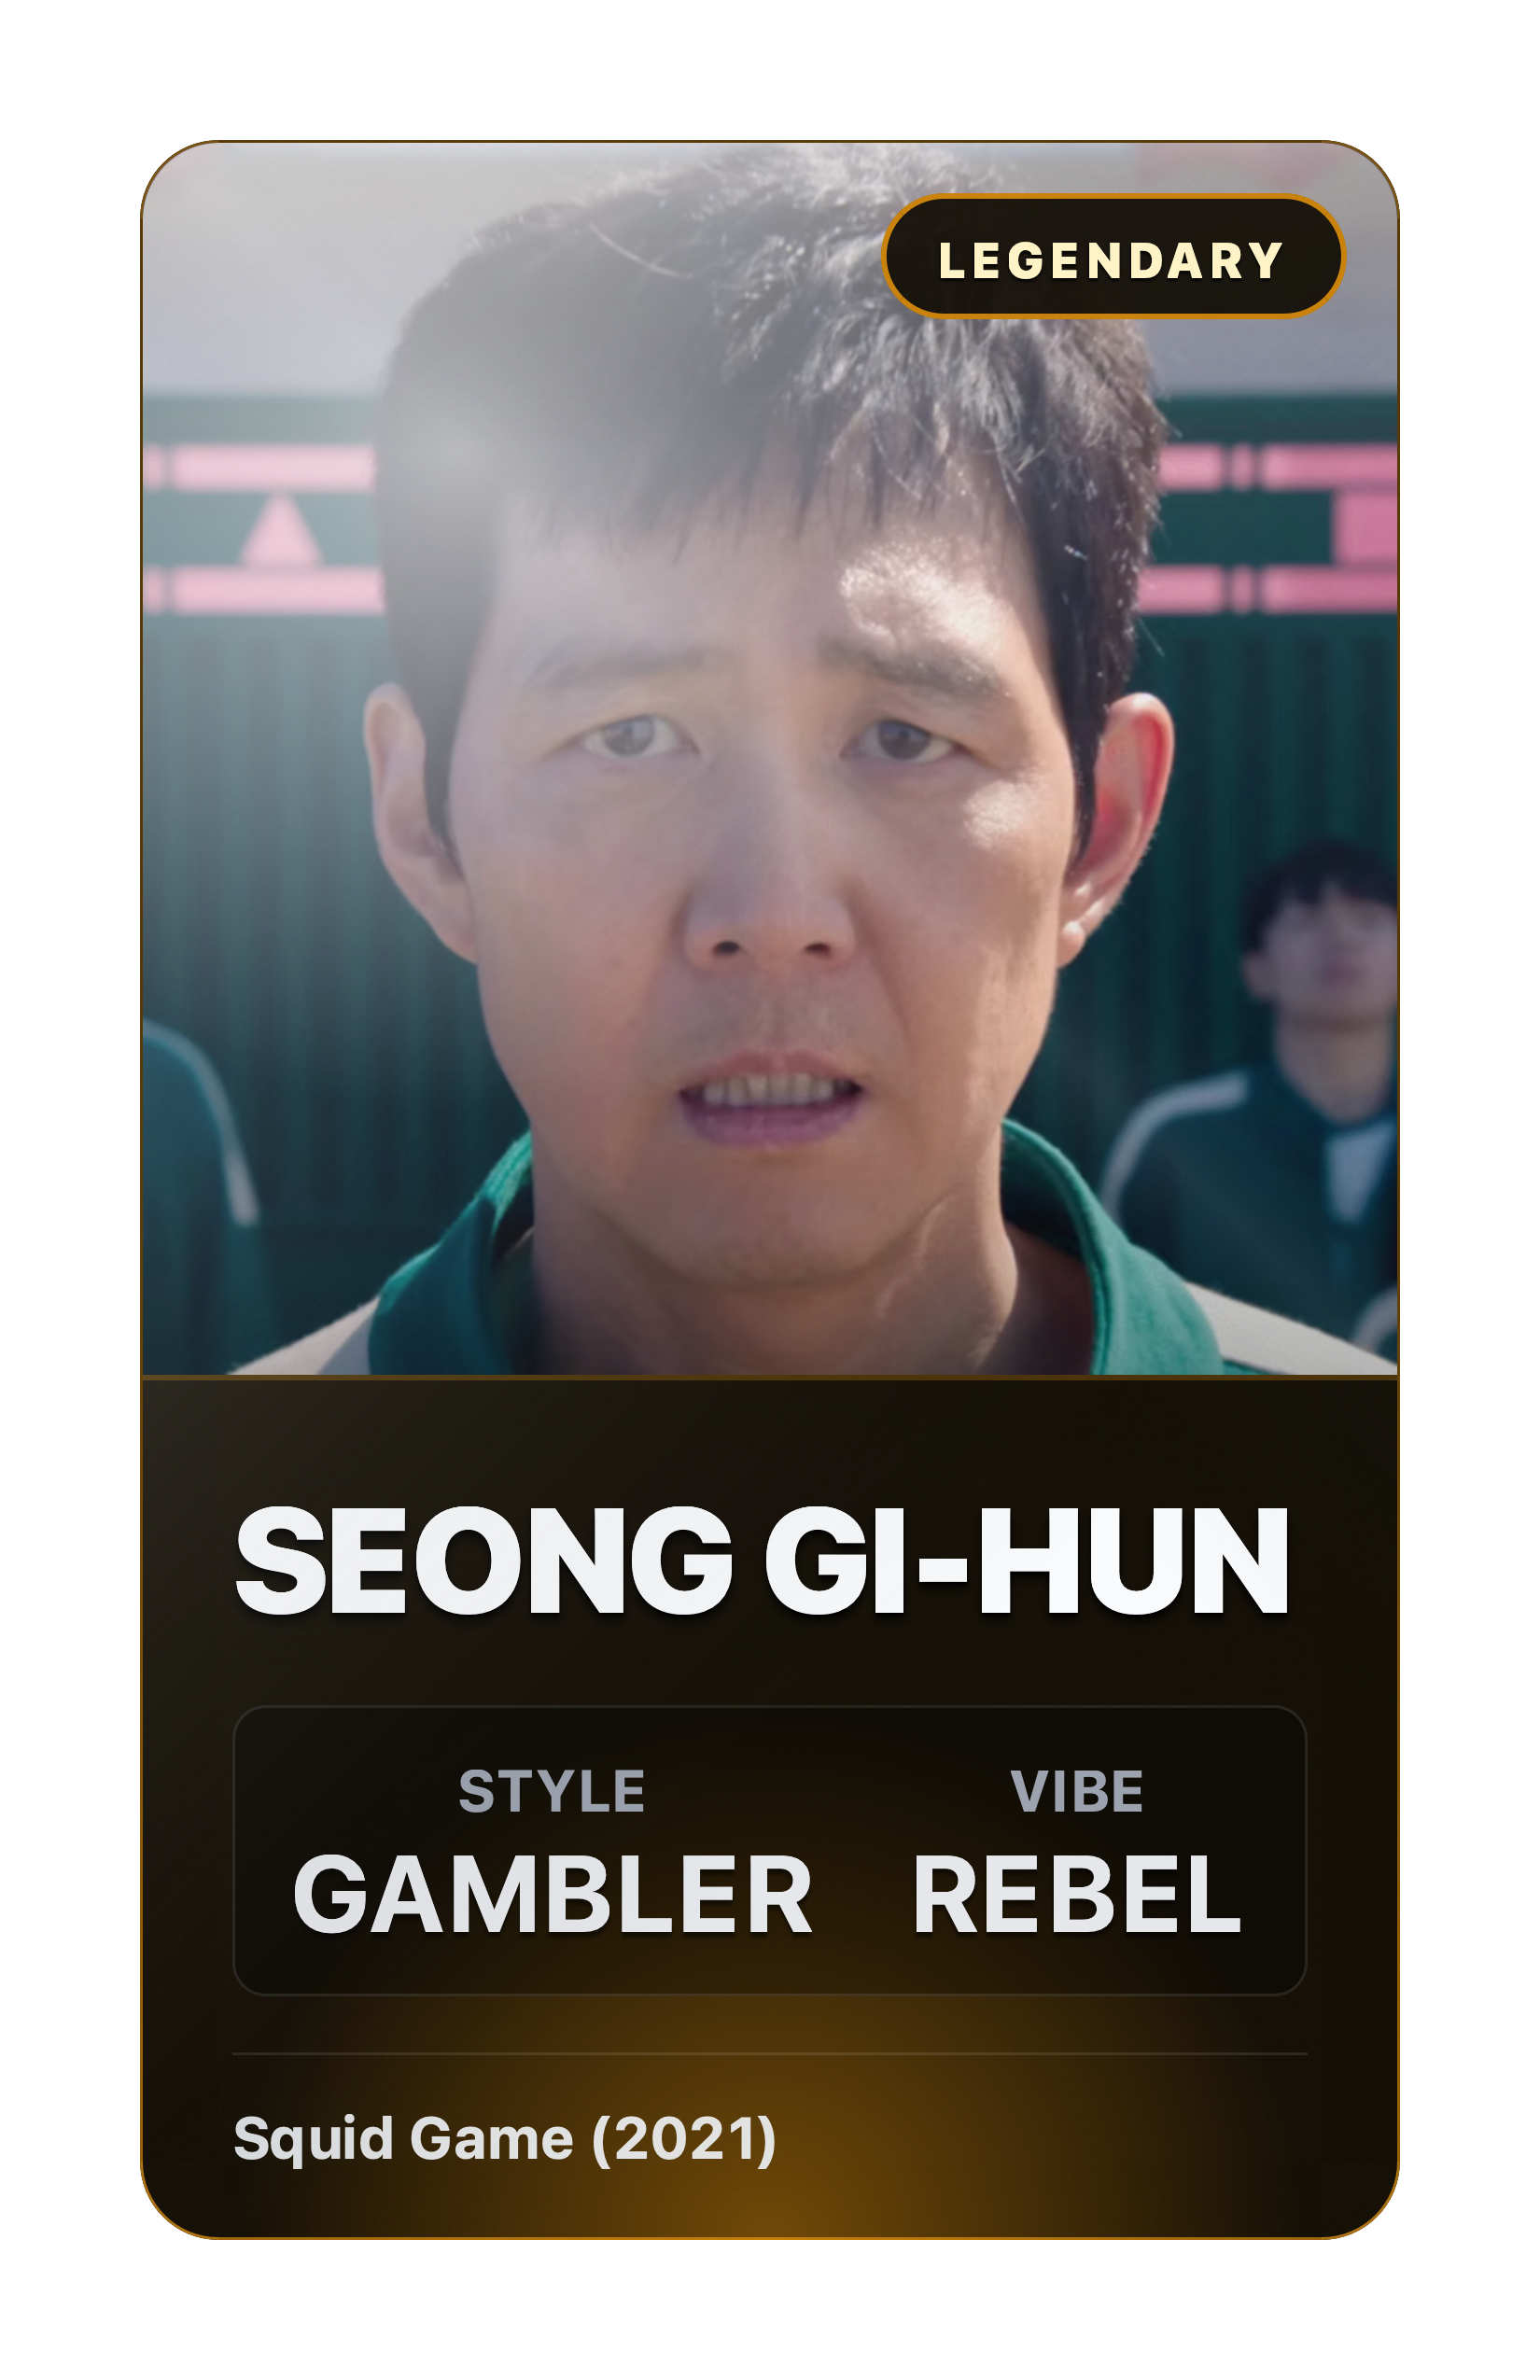 LEGENDARY
SEONG GI-HUN
STYLE
GAMBLER
VIBE
REBEL
Squid Game (2021)